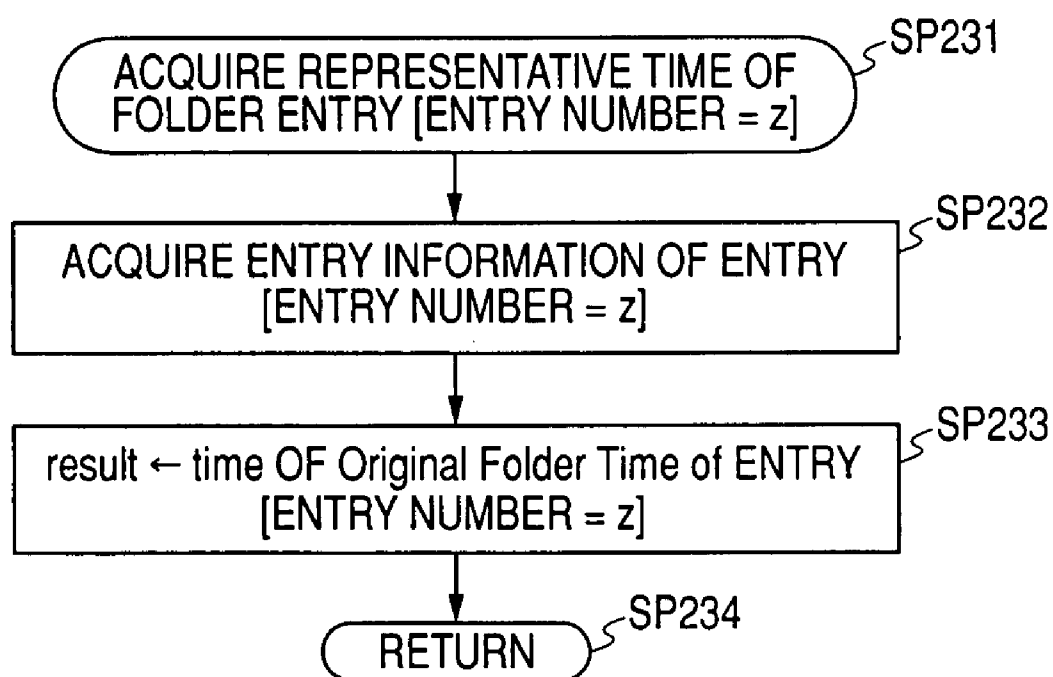 SP231
ACQUIRE REPRESENTATIVE TIME OF
FOLDER ENTRY [ENTRY NUMBER = z]
SP232
ACQUIRE ENTRY INFORMATION OF ENTRY
[ENTRY NUMBER = z]
SP233
result ← time OF Original Folder Time of ENTRY
[ENTRY NUMBER = z]
SP234
RETURN